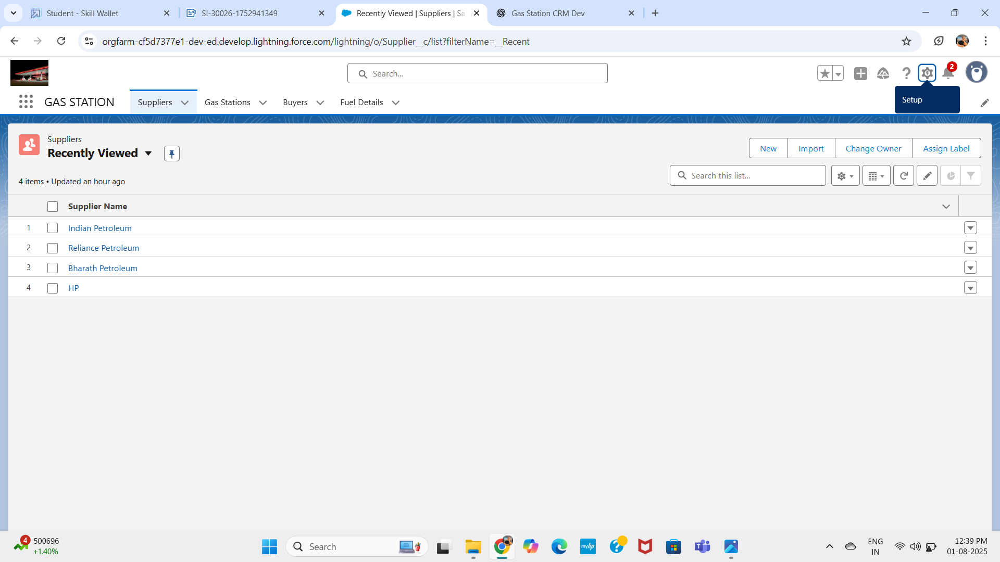 Student - Skill Wallet
SI-30026-1752941349
Recently Viewed | Suppliers | Sa
Gas Station CRM Dev
orgfarm-cf5d7377e1-dev-ed.develop.lightning.force.com/lightning/o/Supplier__c/list?filterName=__Recent
Search...
2
GAS STATION
Suppliers
Gas Stations
Buyers
Fuel Details
Setup
Suppliers
Recently Viewed
New
Import
Change Owner
Assign Label
4 items • Updated an hour ago
Search this list...
Supplier Name
1 Indian Petroleum
2 Reliance Petroleum
3 Bharath Petroleum
4 HP
4
500696
+1.40%
Search
myhp
ENG
IN
12:39 PM
01-08-2025